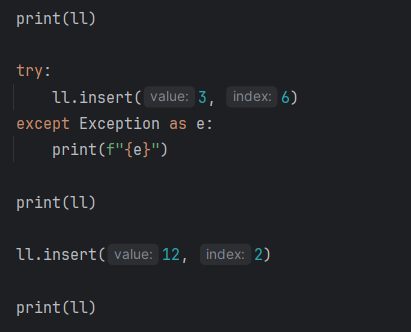 print(ll)
try:
ll.insert( value: 3, index: 6)
except Exception as e:
print(f"{e}")
print(ll)
ll.insert( value: 12, index: 2)
print(ll)